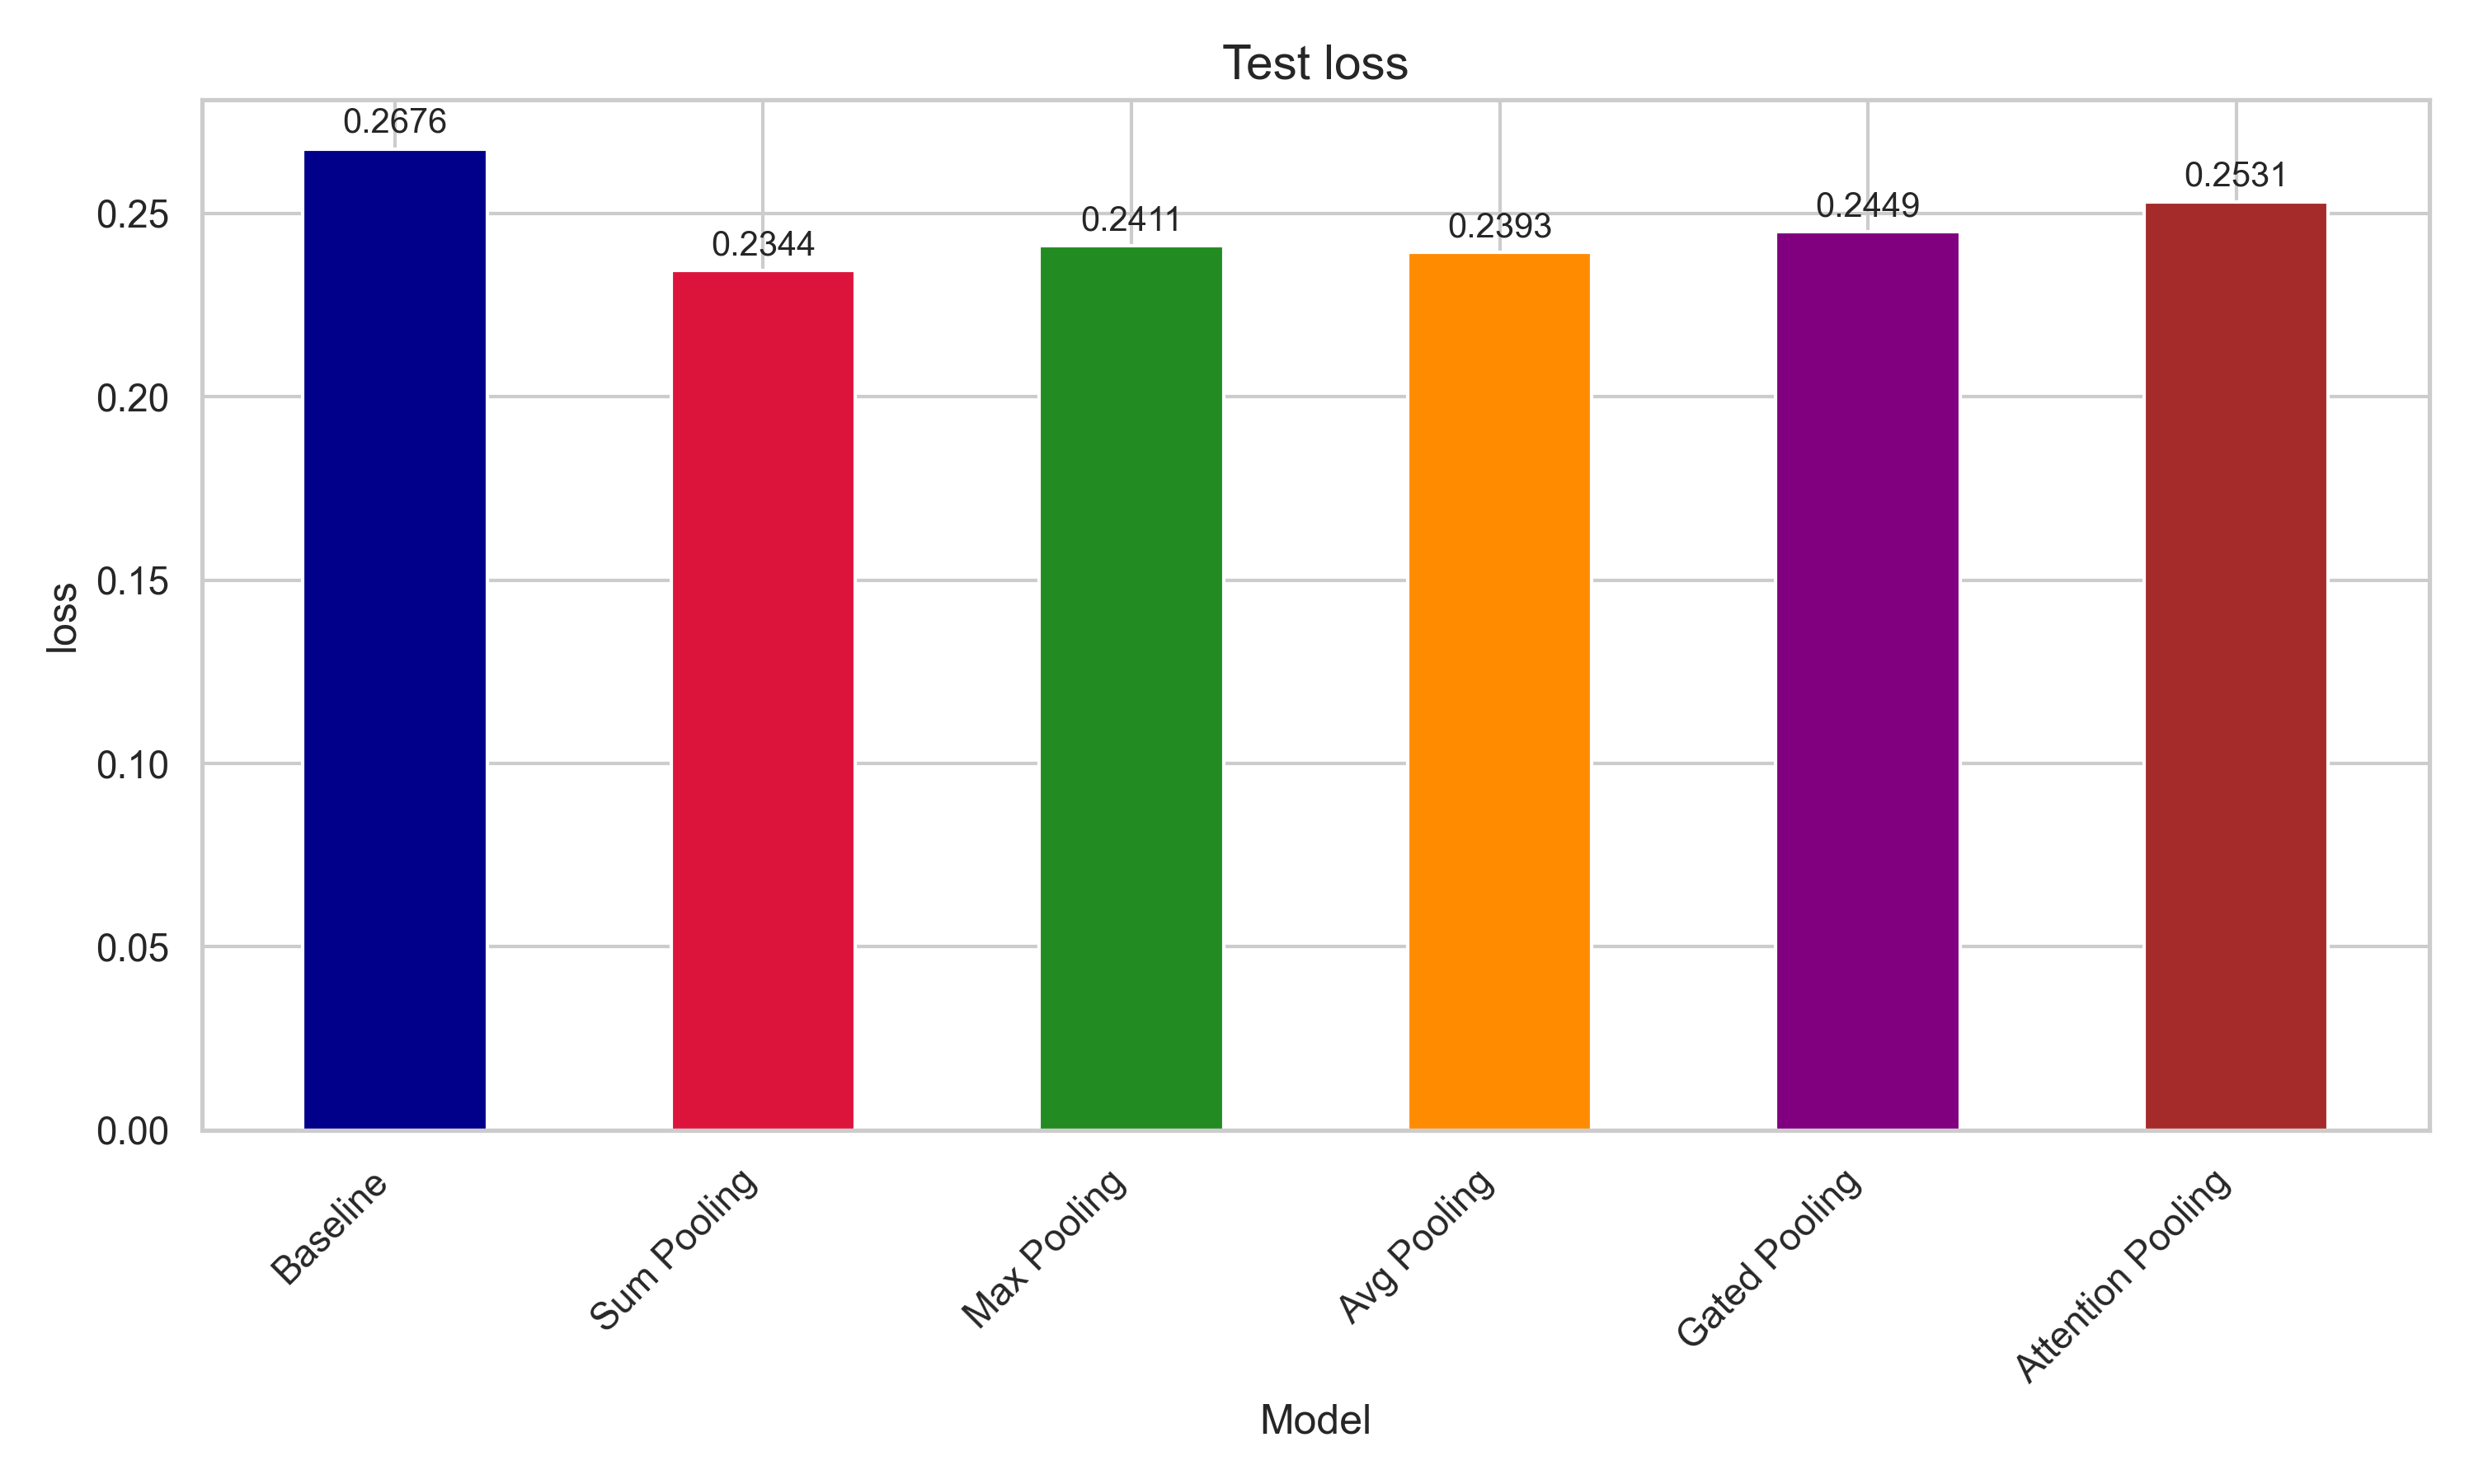 Test loss
0.2676
0.2344
0.2411
0.2393
0.2449
0.2531
0.25
0.20
0.15
0.10
0.05
0.00
loss
Baseline
Sum Pooling
Max Pooling
Avg Pooling
Gated Pooling
Attention Pooling
Model